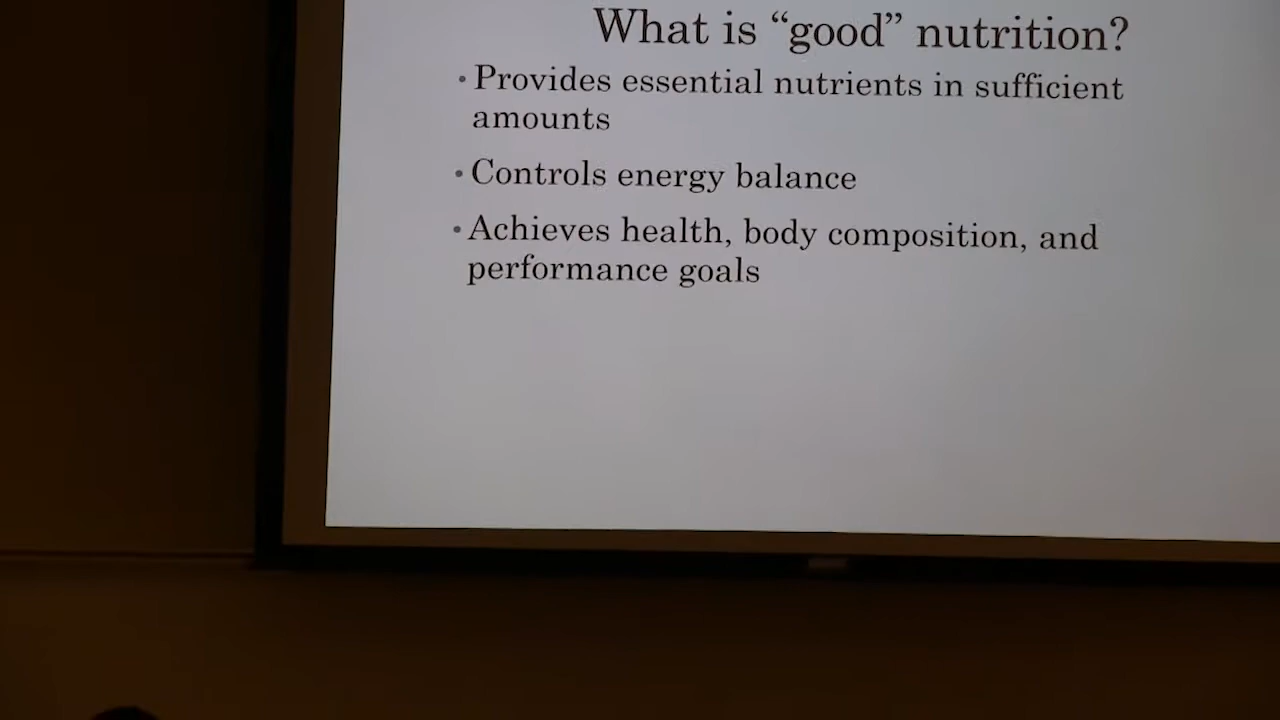 What is “good” nutrition?
• Provides essential nutrients in sufficient
amounts
• Controls energy balance
• Achieves health, body composition, and
performance goals